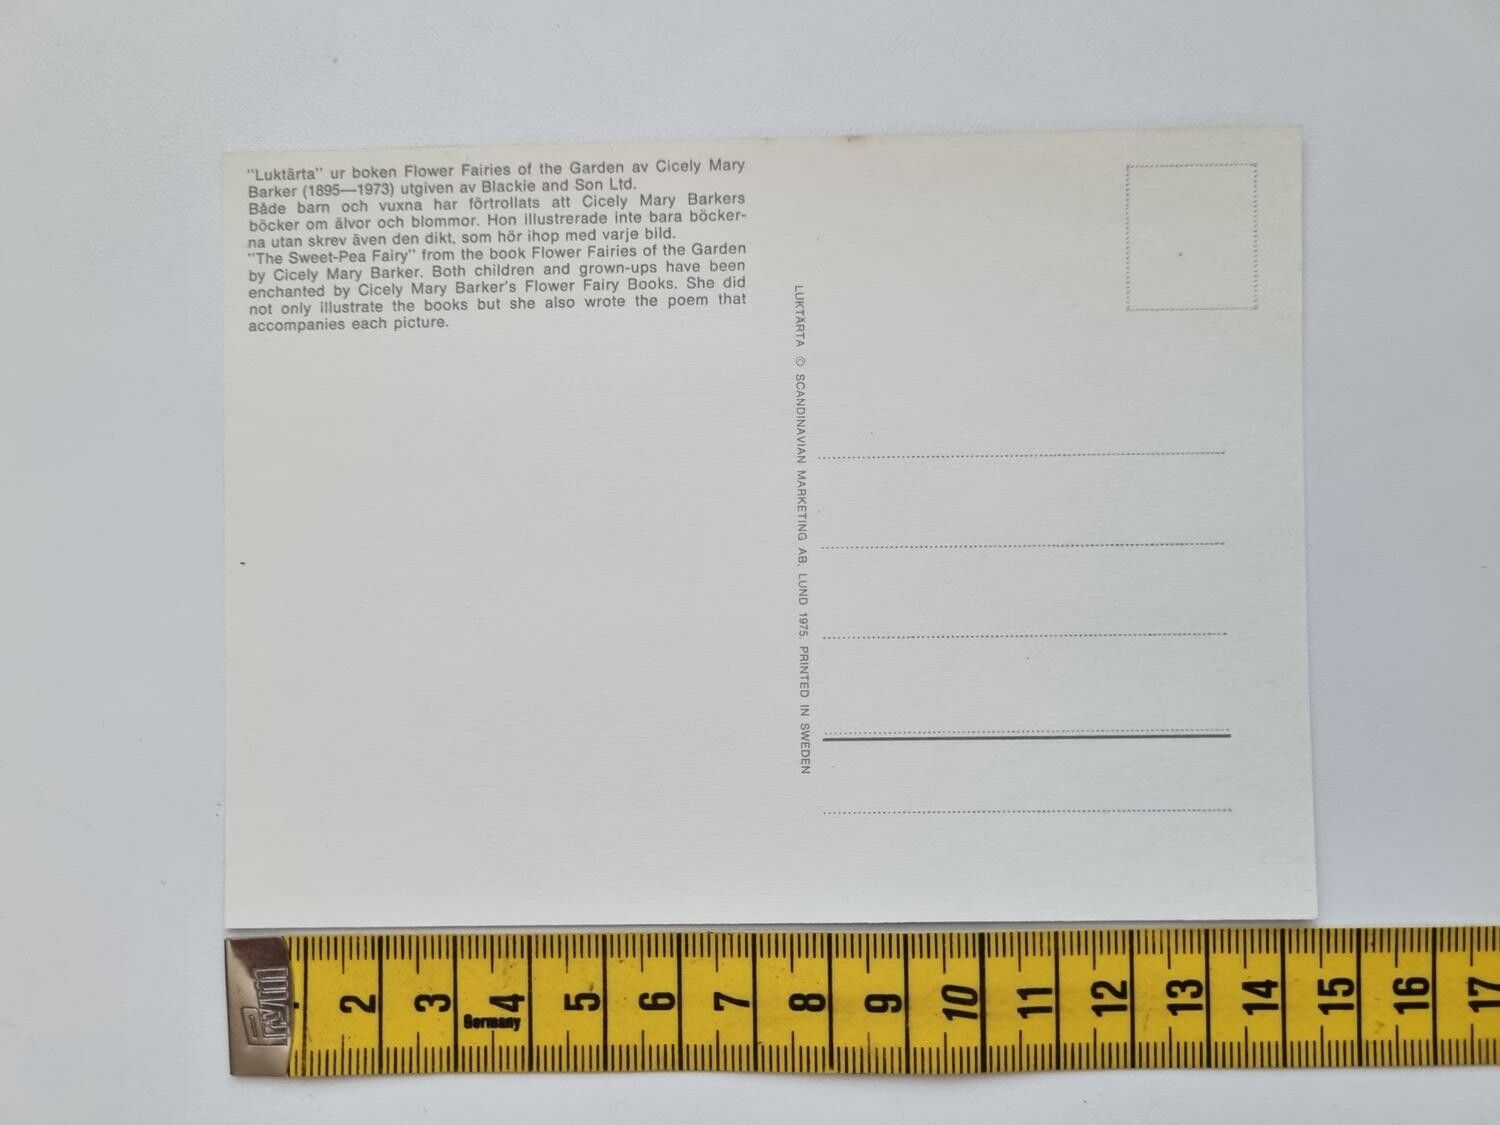 "Luktärta" ur boken Flower Fairies of the Garden av Cicely Mary
Barker (1895—1973) utgiven av Blackie and Son Ltd.
Både barn och vuxna har förtrollats att Cicely Mary Barkers
böcker om älvor och blommor. Hon illustrerade inte bara böcker-
na utan skrev även den dikt, som hör ihop med varje bild.
"The Sweet-Pea Fairy" from the book Flower Fairies of the Garden
by Cicely Mary Barker. Both children and grown-ups have been
enchanted by Cicely Mary Barker's Flower Fairy Books. She did
not only illustrate the books but she also wrote the poem that
accompanies each picture.
LUKTÄRTA © SCANDINAVIAN MARKETING AB. LUND 1975. PRINTED IN SWEDEN
Prym
2 3 4 5 6 7 8 9 10 11 12 13 14 15 16 17
Germany